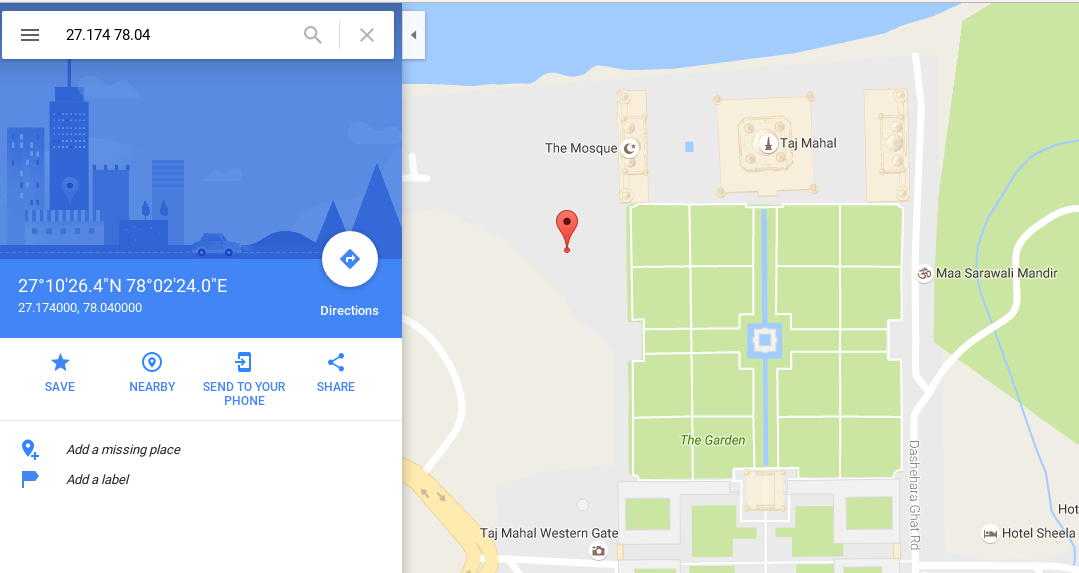 27.174 78.04
27°10'26.4"N 78°02'24.0"E
27.174000, 78.040000
Directions
SAVE
NEARBY
SEND TO YOUR
PHONE
SHARE
Add a missing place
Add a label
The Mosque
Taj Mahal
Maa Sarawali Mandir
The Garden
Dashehara Ghat Rd
Taj Mahal Western Gate
Hot
Hotel Sheela